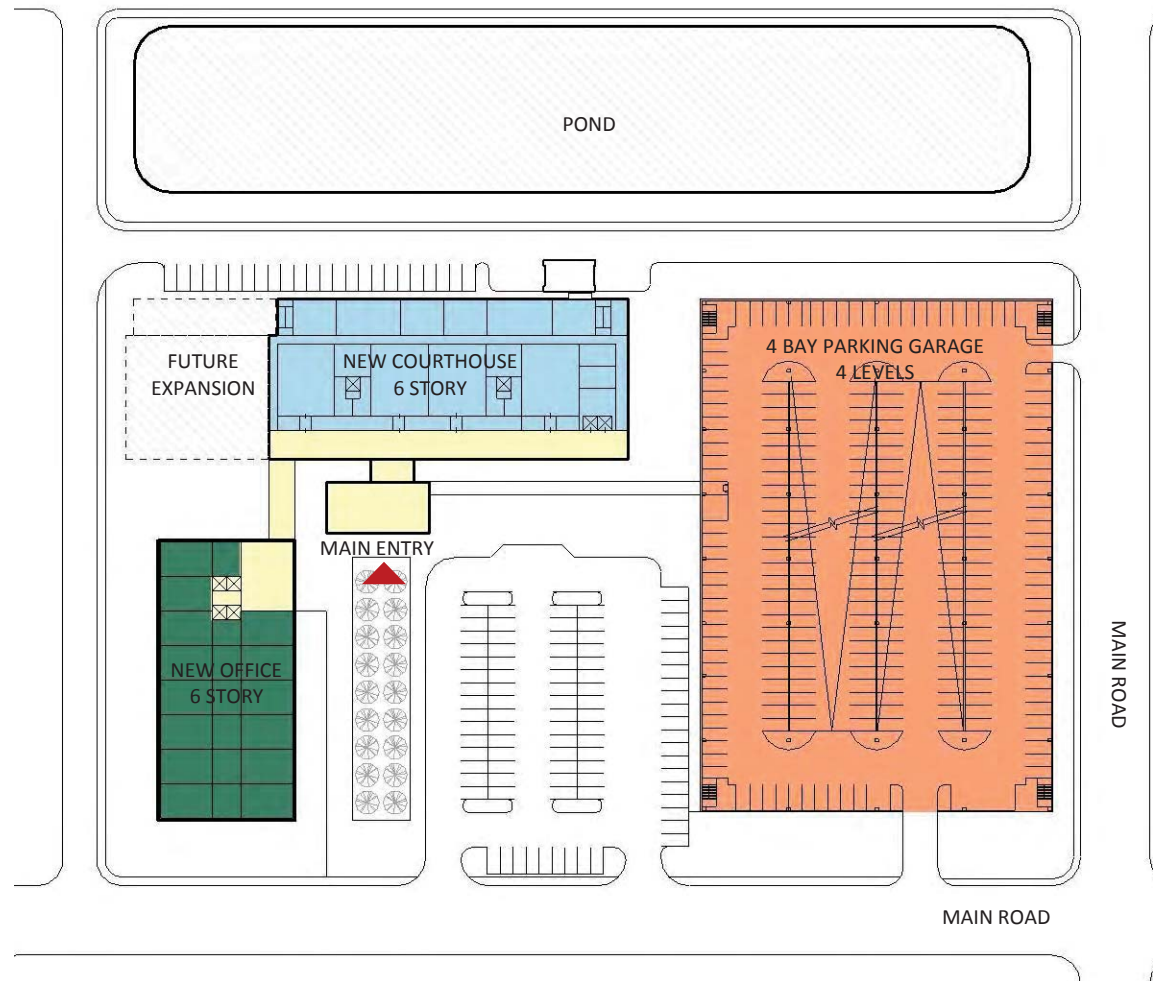 POND
FUTURE
EXPANSION
NEW COURTHOUSE
6 STORY
4 BAY PARKING GARAGE
4 LEVELS
MAIN ENTRY
NEW OFFICE
6 STORY
MAIN ROAD
MAIN ROAD